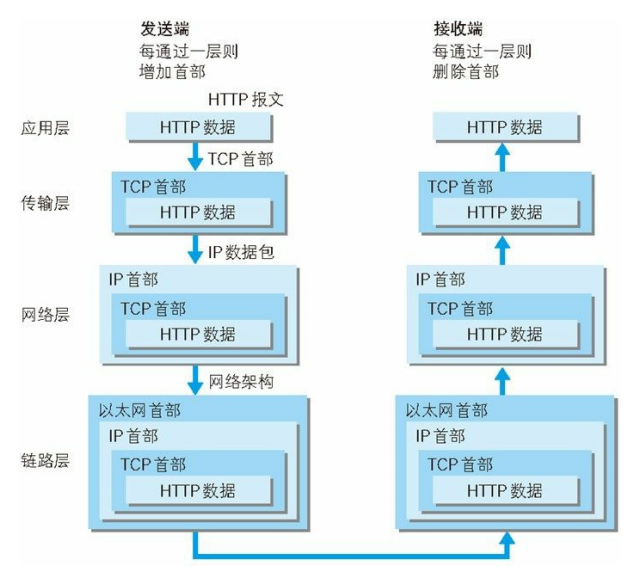 发送端
每通过一层则
增加首部
接收端
每通过一层则
删除首部
HTTP 报文
应用层
HTTP 数据
HTTP 数据
TCP 首部
传输层
TCP 首部
HTTP 数据
TCP 首部
HTTP 数据
IP 数据包
网络层
IP 首部
TCP 首部
HTTP 数据
IP 首部
TCP 首部
HTTP 数据
网络架构
链路层
以太网首部
IP 首部
TCP 首部
HTTP 数据
以太网首部
IP 首部
TCP 首部
HTTP 数据